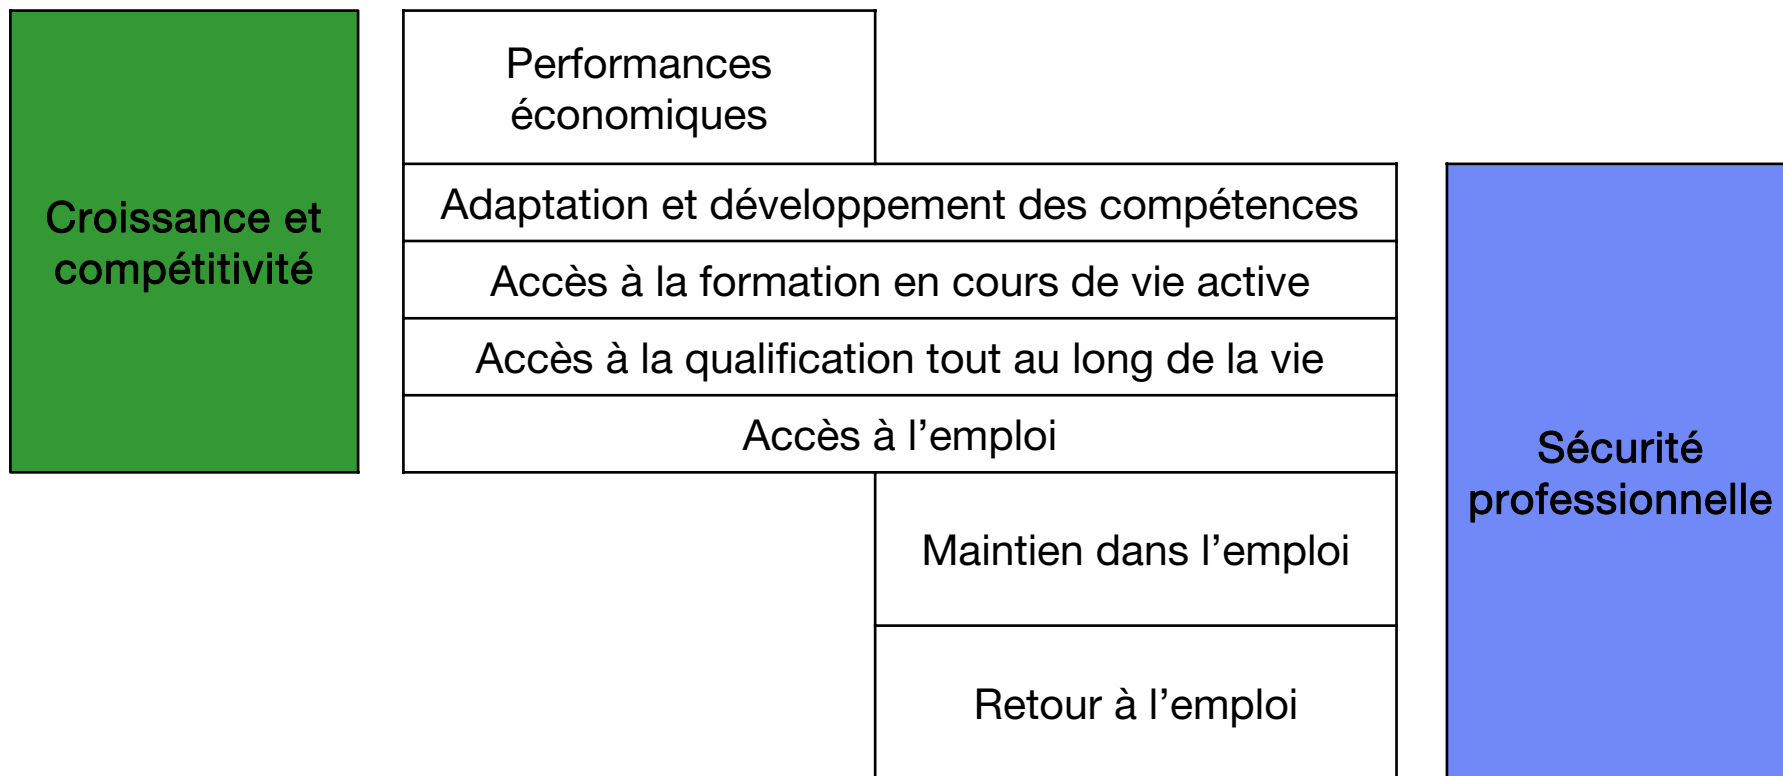 Croissance et
compétitivité
Performances
économiques
Adaptation et développement des compétences
Accès à la formation en cours de vie active
Accès à la qualification tout au long de la vie
Accès à l’emploi
Maintien dans l’emploi
Retour à l’emploi
Sécurité
professionnelle